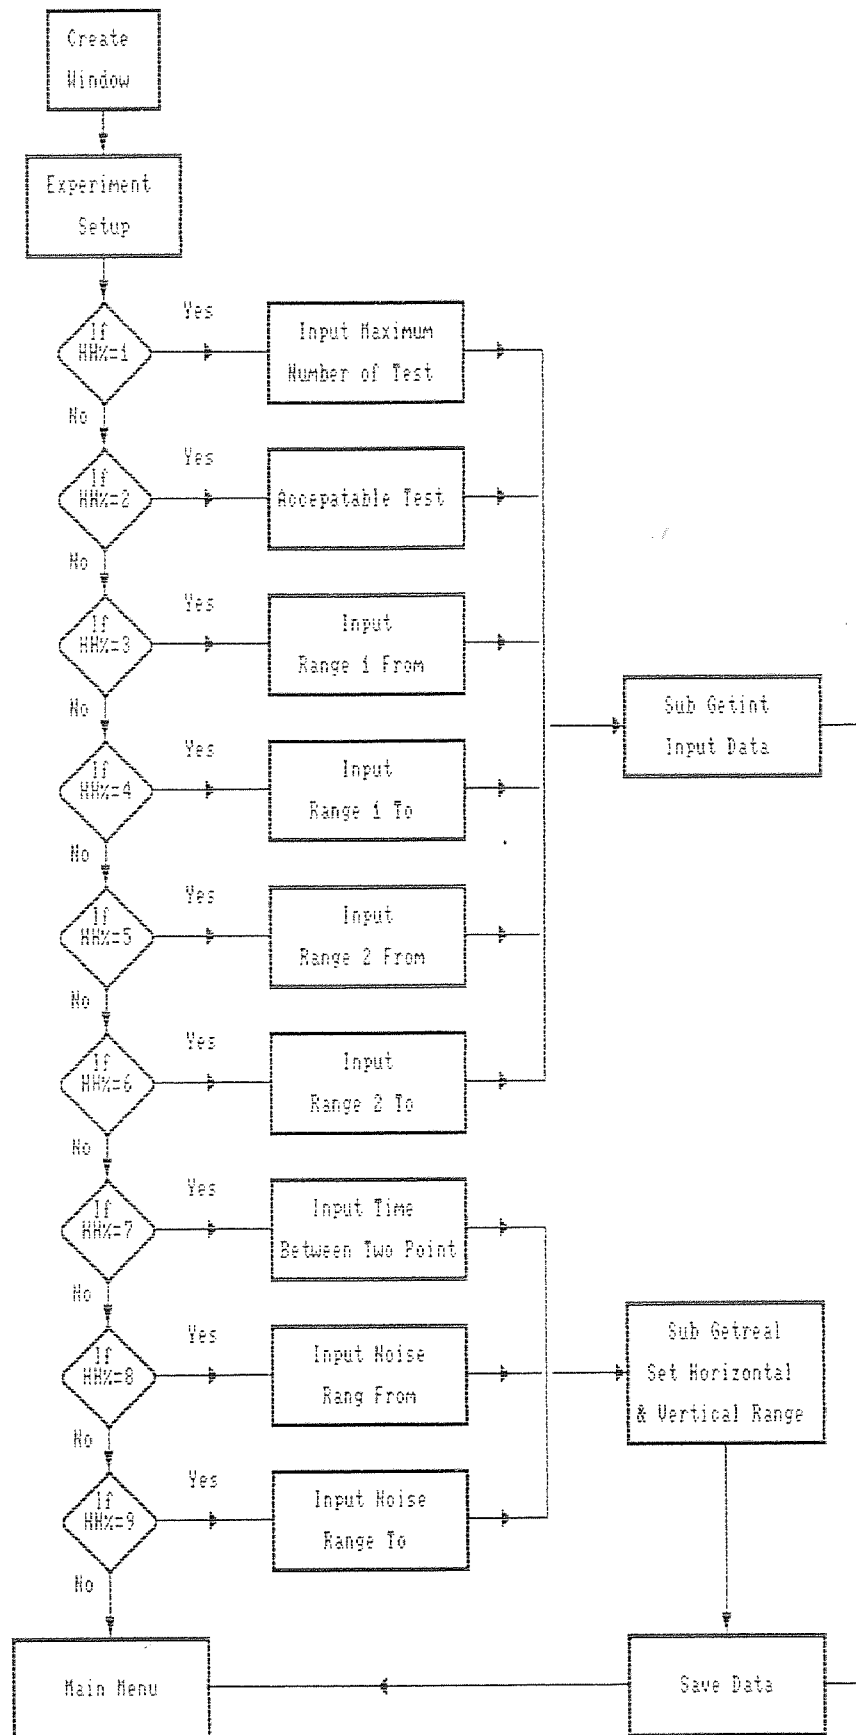 Create
Window
Experiment
Setup
If
HH%=1
Yes
Input Maximum
Number of Test
No
If
HH%=2
Yes
Accepatable Test
No
If
HH%=3
Yes
Input
Range 1 From
No
If
HH%=4
Yes
Input
Range 1 To
No
If
HH%=5
Yes
Input
Range 2 From
No
If
HH%=6
Yes
Input
Range 2 To
Sub Getint
Input Data
No
If
HH%=7
Yes
Input Time
Between Two Point
No
If
HH%=8
Yes
Input Noise
Rang From
No
If
HH%=9
Yes
Input Noise
Range To
Sub Getreal
Set Horizontal
& Vertical Range
No
Main Menu
Save Data